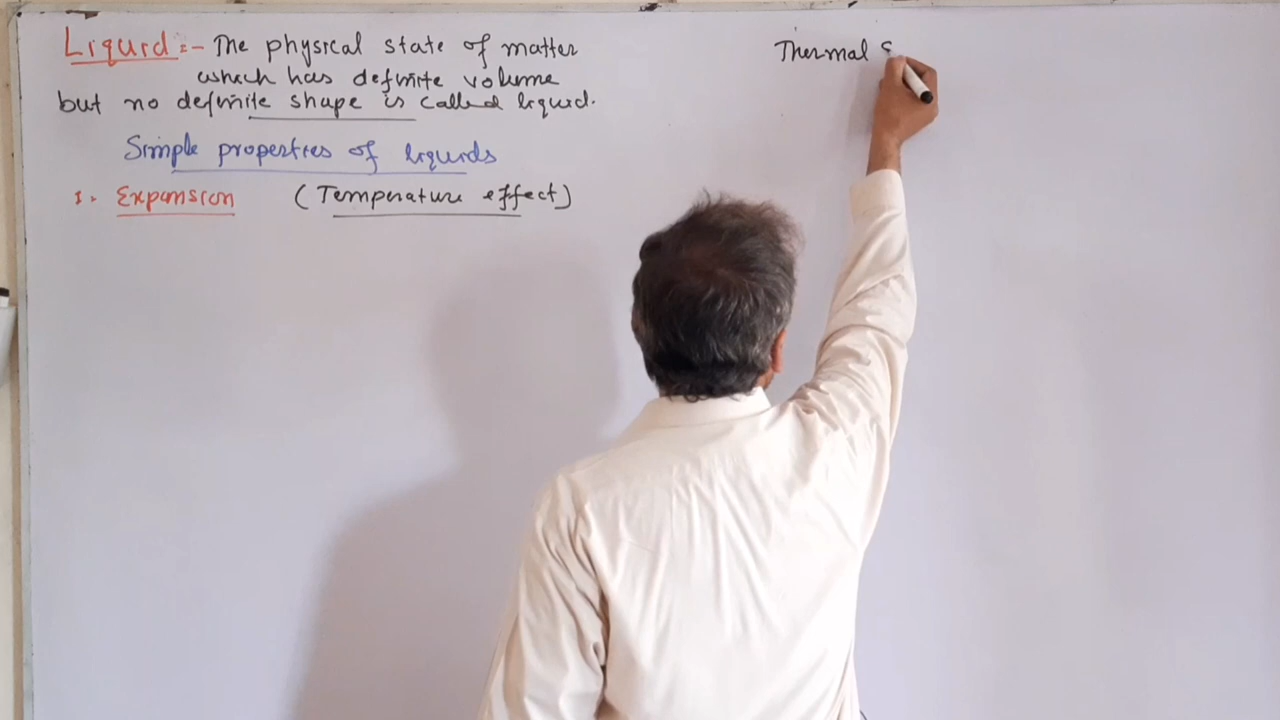 Liquid :- The physical state of matter
which has definite volume
but no definite shape is called liquid.
Simple properties of liquids
1. Expansion (Temperature effect)
Thermal